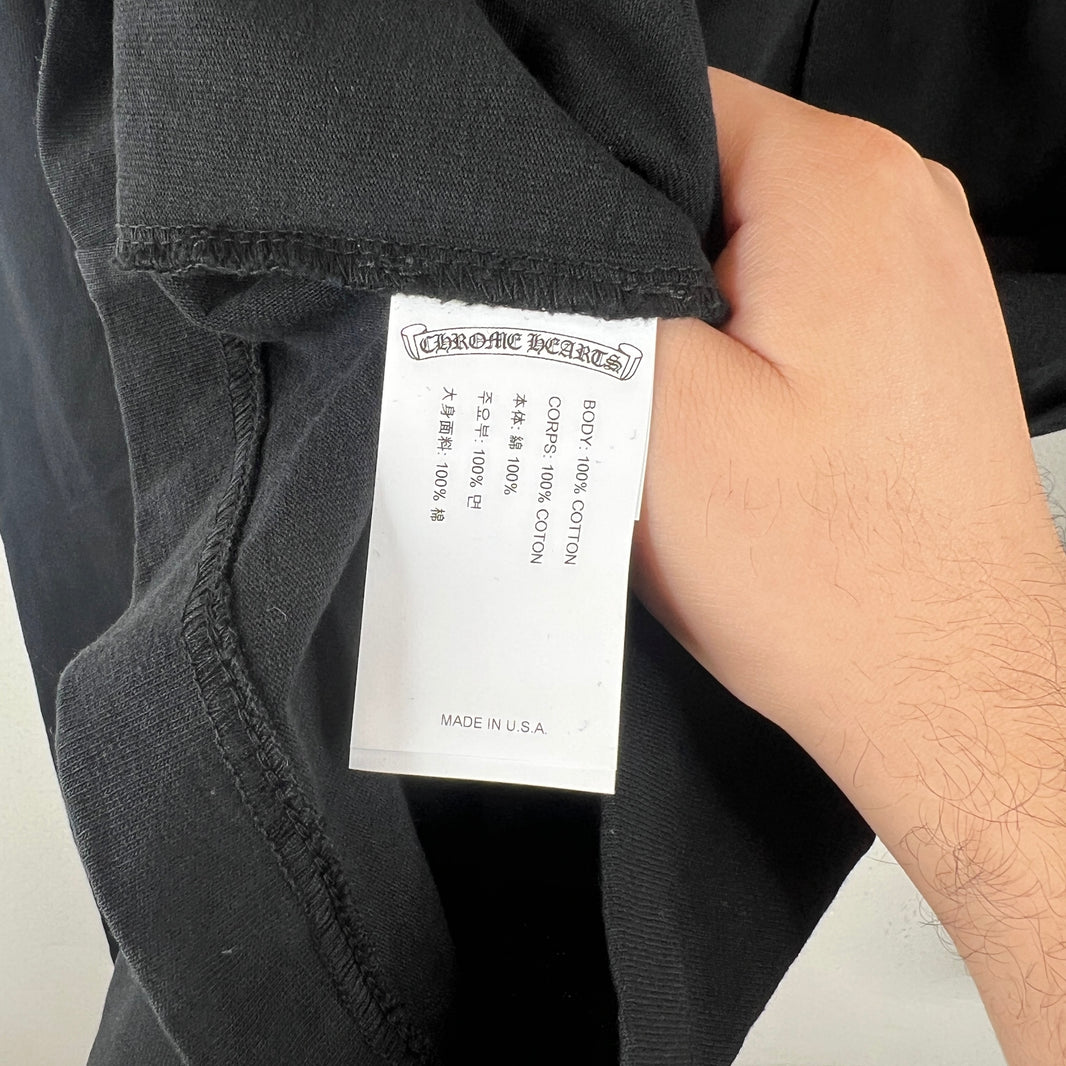 CHROME HEARTS
BODY: 100% COTTON
CORPS: 100% COTON
本体: 綿 100%
주요부: 100% 면
大身面料: 100% 棉
MADE IN U.S.A.